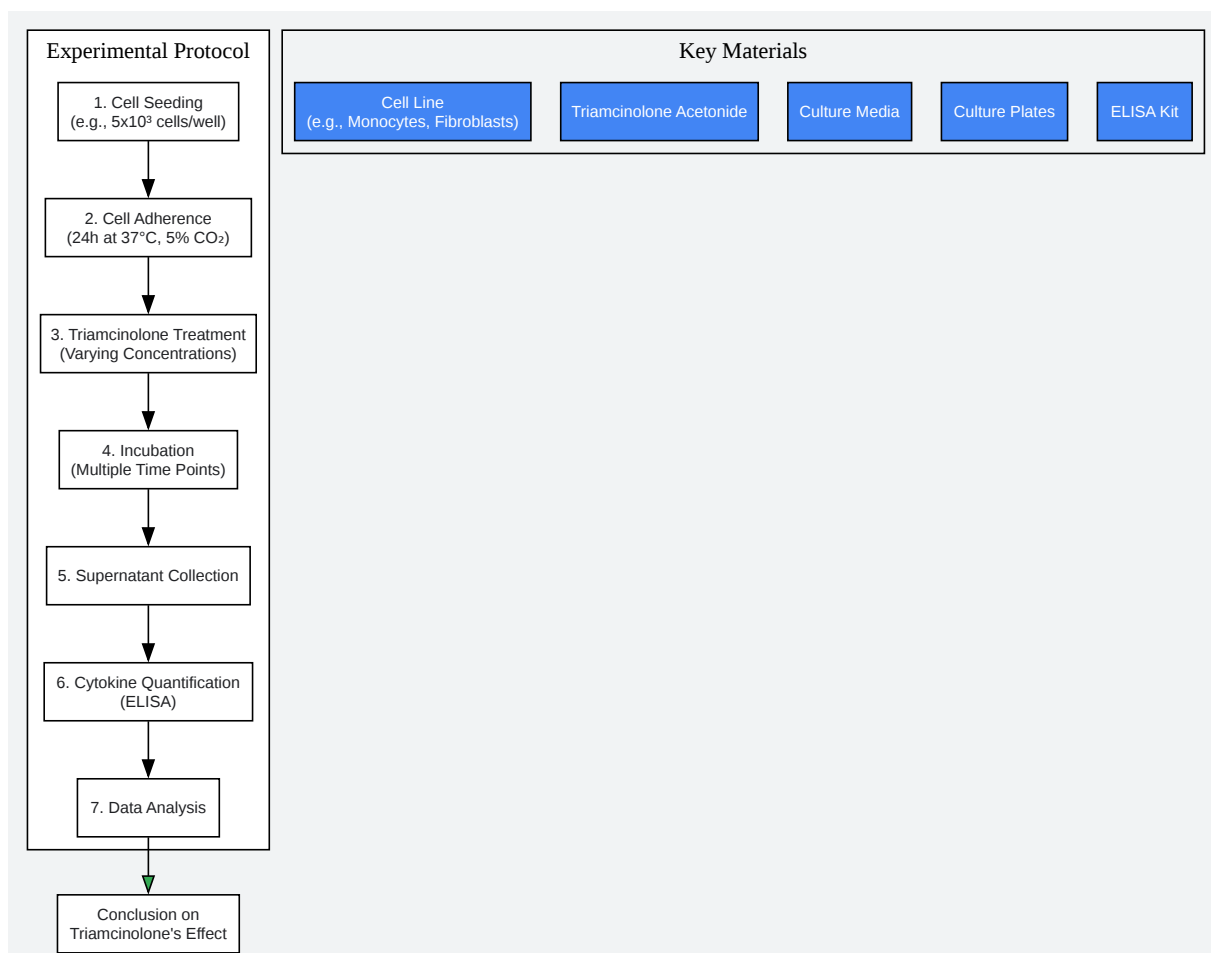 Experimental Protocol
1. Cell Seeding
(e.g., 5x10³ cells/well)
2. Cell Adherence
(24h at 37°C, 5% CO₂)
3. Triamcinolone Treatment
(Varying Concentrations)
4. Incubation
(Multiple Time Points)
5. Supernatant Collection
6. Cytokine Quantification
(ELISA)
7. Data Analysis
Conclusion on
Triamcinolone's Effect
Key Materials
Cell Line
(e.g., Monocytes, Fibroblasts)
Triamcinolone Acetonide
Culture Media
Culture Plates
ELISA Kit